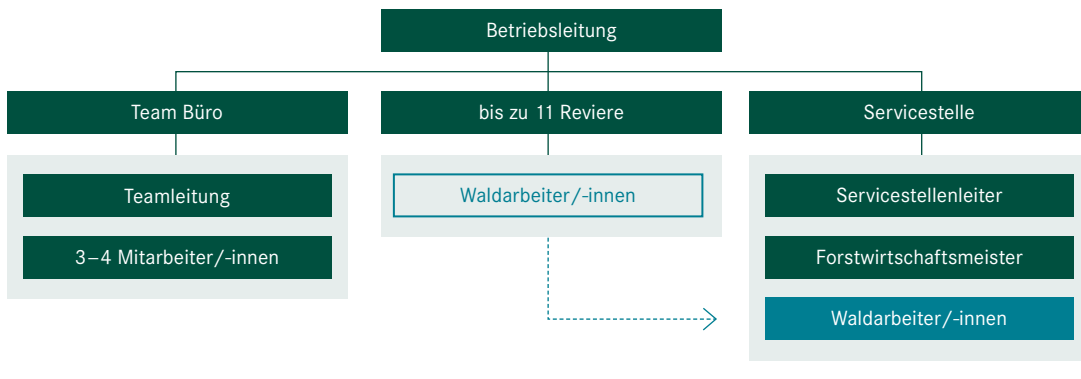 Betriebsleitung
Team Büro
bis zu 11 Reviere
Servicestelle
Teamleitung
3–4 Mitarbeiter/-innen
Waldarbeiter/-innen
Servicestellenleiter
Forstwirtschaftsmeister
Waldarbeiter/-innen